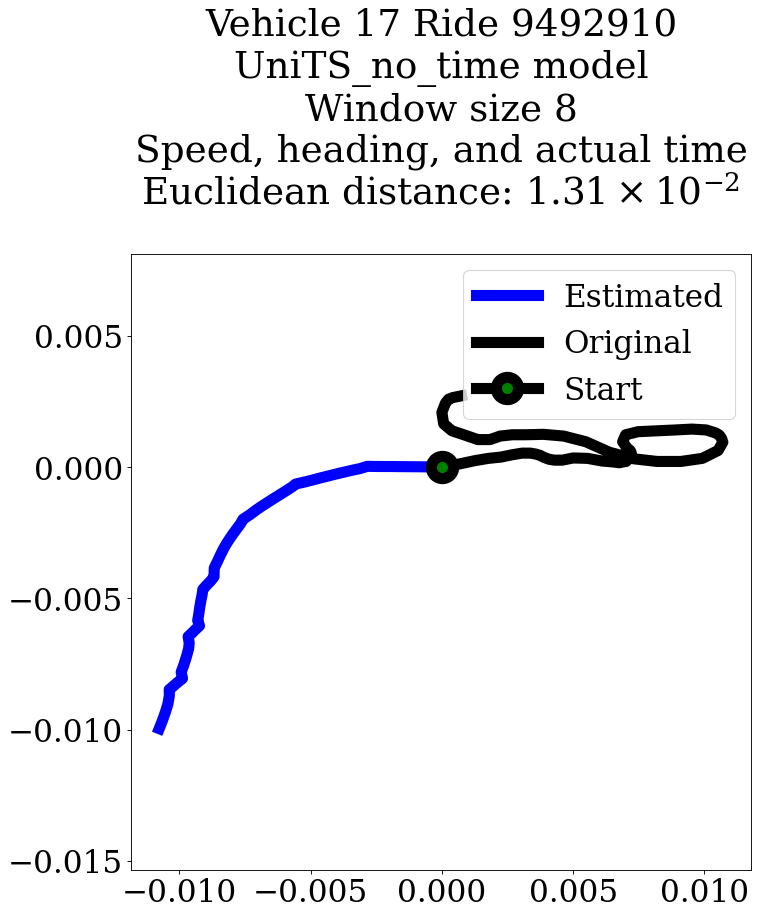 Vehicle 17 Ride 9492910
UniTS_no_time model
Window size 8
Speed, heading, and actual time
Euclidean distance: 1.31 × 10⁻²
Estimated
Original
Start
0.005
0.000
−0.005
−0.010
−0.015
−0.010 −0.005 0.000 0.005 0.010